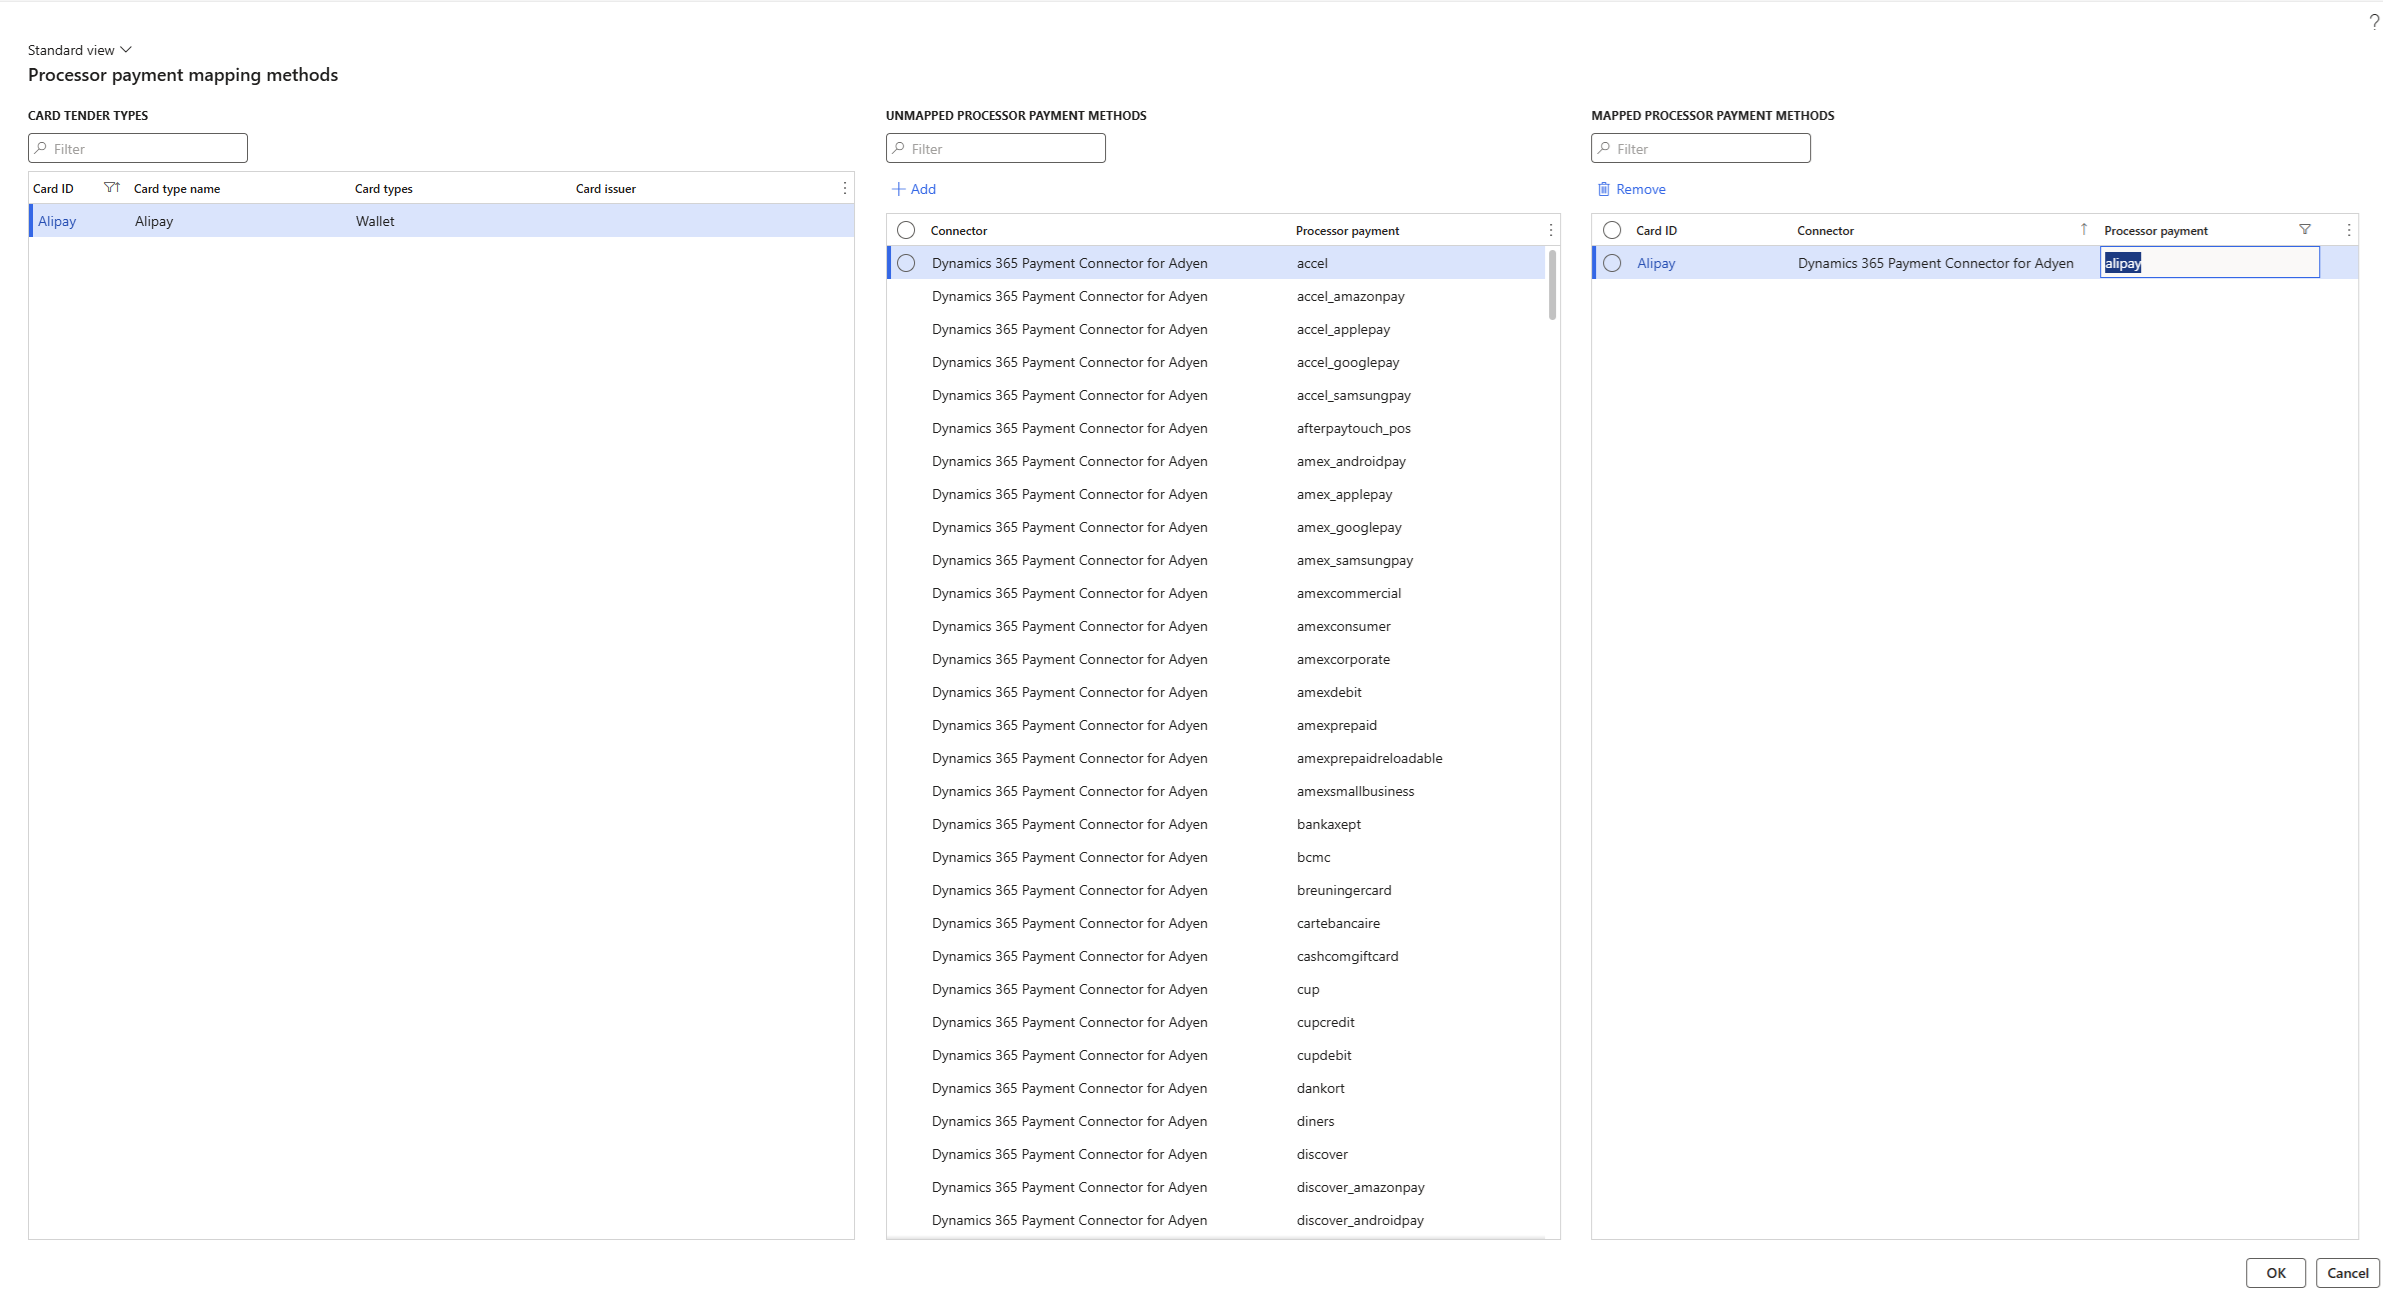 ?
Standard view
Processor payment mapping methods
CARD TENDER TYPES
Filter
Card ID Card type name Card types Card issuer
Alipay Alipay Wallet
UNMAPPED PROCESSOR PAYMENT METHODS
Filter
Add
Connector Processor payment
Dynamics 365 Payment Connector for Adyen accel
Dynamics 365 Payment Connector for Adyen accel_amazonpay
Dynamics 365 Payment Connector for Adyen accel_applepay
Dynamics 365 Payment Connector for Adyen accel_googlepay
Dynamics 365 Payment Connector for Adyen accel_samsungpay
Dynamics 365 Payment Connector for Adyen afterpaytouch_pos
Dynamics 365 Payment Connector for Adyen amex_androidpay
Dynamics 365 Payment Connector for Adyen amex_applepay
Dynamics 365 Payment Connector for Adyen amex_googlepay
Dynamics 365 Payment Connector for Adyen amex_samsungpay
Dynamics 365 Payment Connector for Adyen amexcommercial
Dynamics 365 Payment Connector for Adyen amexconsumer
Dynamics 365 Payment Connector for Adyen amexcorporate
Dynamics 365 Payment Connector for Adyen amexdebit
Dynamics 365 Payment Connector for Adyen amexprepaid
Dynamics 365 Payment Connector for Adyen amexprepaidreloadable
Dynamics 365 Payment Connector for Adyen amexsmallbusiness
Dynamics 365 Payment Connector for Adyen bankaxept
Dynamics 365 Payment Connector for Adyen bcmc
Dynamics 365 Payment Connector for Adyen breuningercard
Dynamics 365 Payment Connector for Adyen cartebancaire
Dynamics 365 Payment Connector for Adyen cashcomgiftcard
Dynamics 365 Payment Connector for Adyen cup
Dynamics 365 Payment Connector for Adyen cupcredit
Dynamics 365 Payment Connector for Adyen cupdebit
Dynamics 365 Payment Connector for Adyen dankort
Dynamics 365 Payment Connector for Adyen diners
Dynamics 365 Payment Connector for Adyen discover
Dynamics 365 Payment Connector for Adyen discover_amazonpay
Dynamics 365 Payment Connector for Adyen discover_androidpay
MAPPED PROCESSOR PAYMENT METHODS
Filter
Remove
Card ID Connector Processor payment
Alipay Dynamics 365 Payment Connector for Adyen alipay
OK Cancel